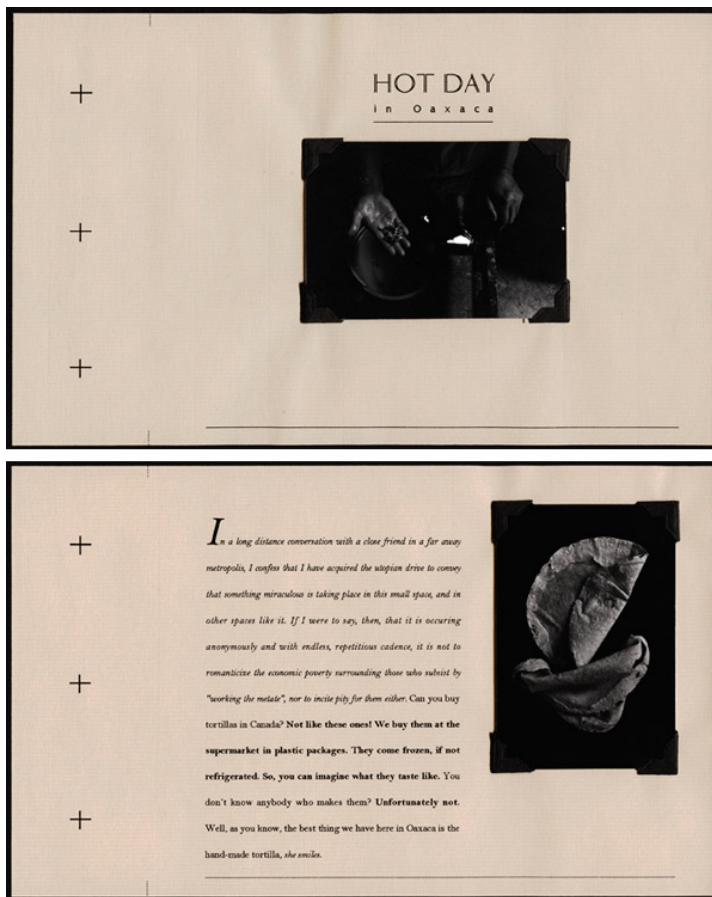 HOT DAY
in Oaxaca
In a long distance conversation with a close friend in a far away
metropolis, I confess that I have acquired the utopian drive to convey
that something miraculous is taking place in this small space, and in
other spaces like it. If I were to say, then, that it is occuring
anonymously and with endless, repetitious cadence, it is not to
romanticize the economic poverty surrounding those who subsist by
"working the metate", nor to incite pity for them either. Can you buy
tortillas in Canada? Not like these ones! We buy them at the
supermarket in plastic packages. They come frozen, if not
refrigerated. So, you can imagine what they taste like. You
don't know anybody who makes them? Unfortunately not.
Well, as you know, the best thing we have here in Oaxaca is the
hand-made tortilla, she smiles.